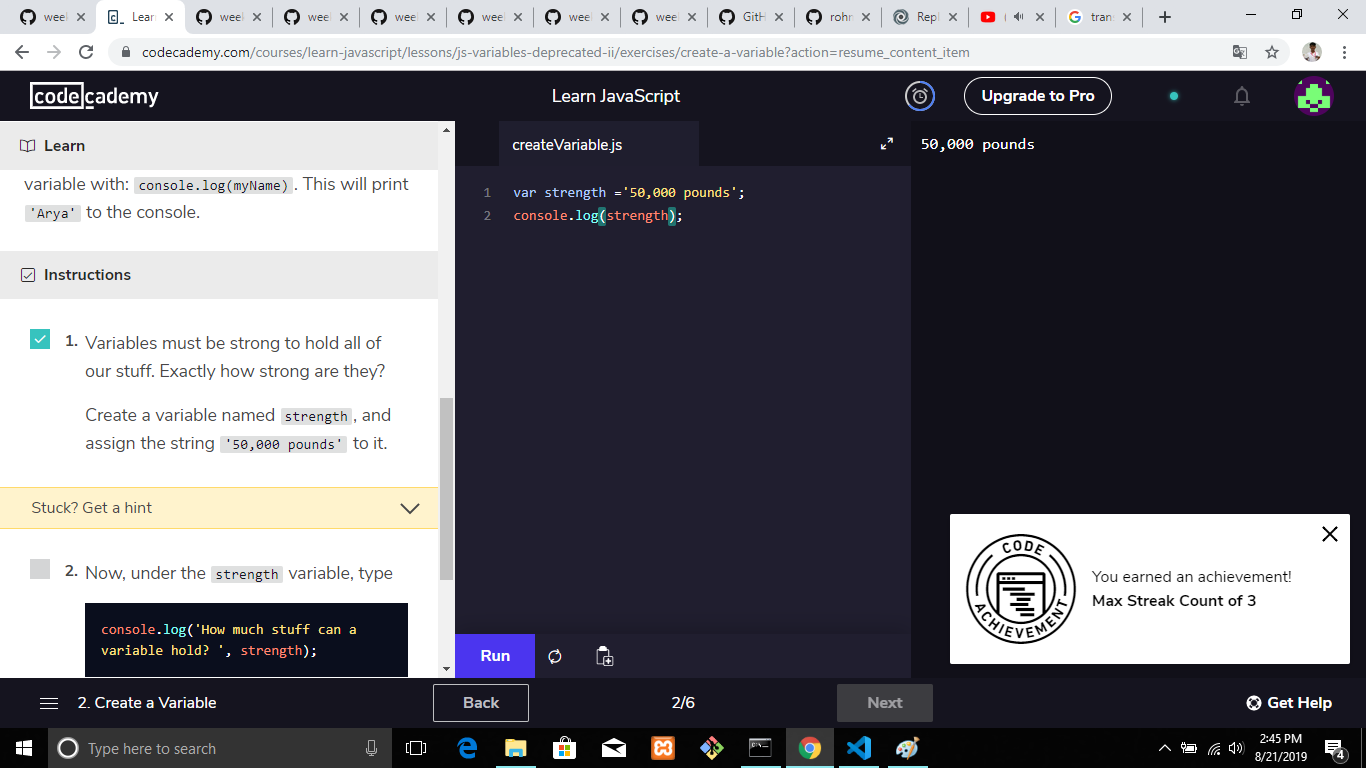 weel
Learn
weel
weel
weel
weel
weel
weel
GitH
rohn
Repl
(
tran
codecademy.com/courses/learn-javascript/lessons/js-variables-deprecated-ii/exercises/create-a-variable?action=resume_content_item
codecademy
Learn JavaScript
Upgrade to Pro
Learn
variable with: console.log(myName) . This will print
'Arya' to the console.
Instructions
1. Variables must be strong to hold all of
our stuff. Exactly how strong are they?
Create a variable named strength , and
assign the string '50,000 pounds' to it.
Stuck? Get a hint
2. Now, under the strength variable, type
console.log('How much stuff can a
variable hold? ', strength);
createVariable.js
1 var strength ='50,000 pounds';
2 console.log(strength);
Run
50,000 pounds
CODE
ACHIEVEMENT
You earned an achievement!
Max Streak Count of 3
2. Create a Variable
Back
2/6
Next
Get Help
Type here to search
2:45 PM
8/21/2019
4